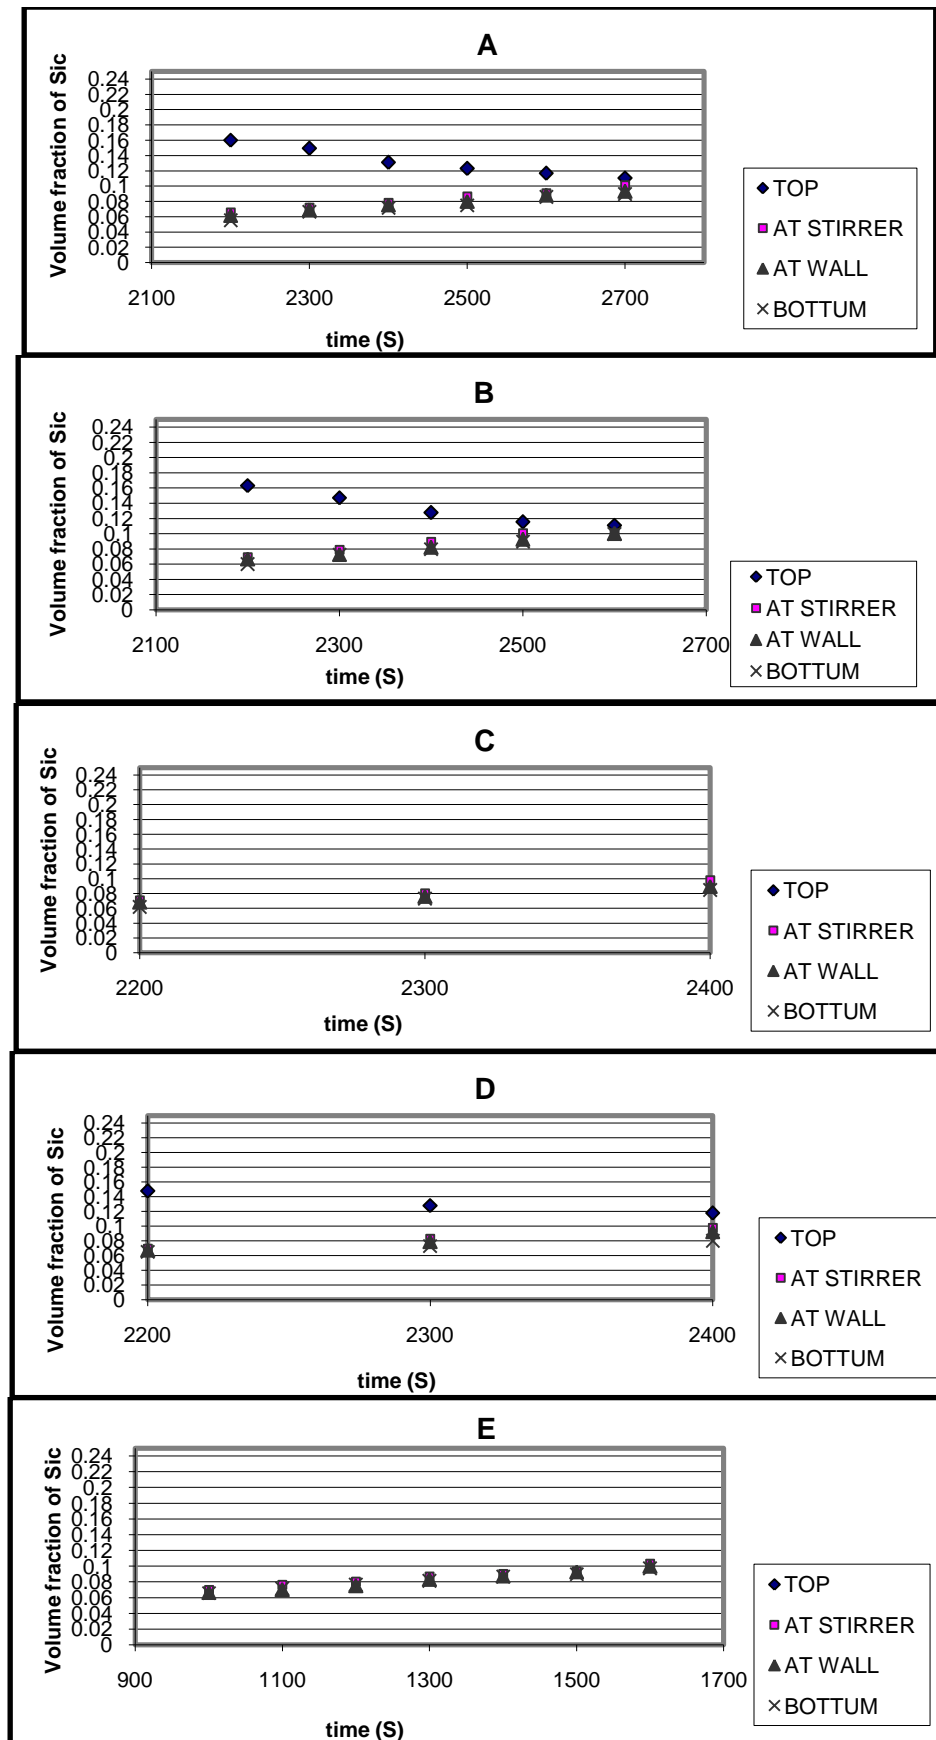 A
Volume fraction of Sic
0.24
0.22
0.2
0.18
0.16
0.14
0.12
0.1
0.08
0.06
0.04
0.02
0
2100 2300 2500 2700
time (S)
TOP
AT STIRRER
AT WALL
BOTTUM
B
Volume fraction of Sic
0.24
0.22
0.2
0.18
0.16
0.14
0.12
0.1
0.08
0.06
0.04
0.02
0
2100 2300 2500 2700
time (S)
TOP
AT STIRRER
AT WALL
BOTTUM
C
Volume fraction of Sic
0.24
0.22
0.2
0.18
0.16
0.14
0.12
0.1
0.08
0.06
0.04
0.02
0
2200 2300 2400
time (S)
TOP
AT STIRRER
AT WALL
BOTTUM
D
Volume fraction of Sic
0.24
0.22
0.2
0.18
0.16
0.14
0.12
0.1
0.08
0.06
0.04
0.02
0
2200 2300 2400
time (S)
TOP
AT STIRRER
AT WALL
BOTTUM
E
Volume fraction of Sic
0.24
0.22
0.2
0.18
0.16
0.14
0.12
0.1
0.08
0.06
0.04
0.02
0
900 1100 1300 1500 1700
time (S)
TOP
AT STIRRER
AT WALL
BOTTUM